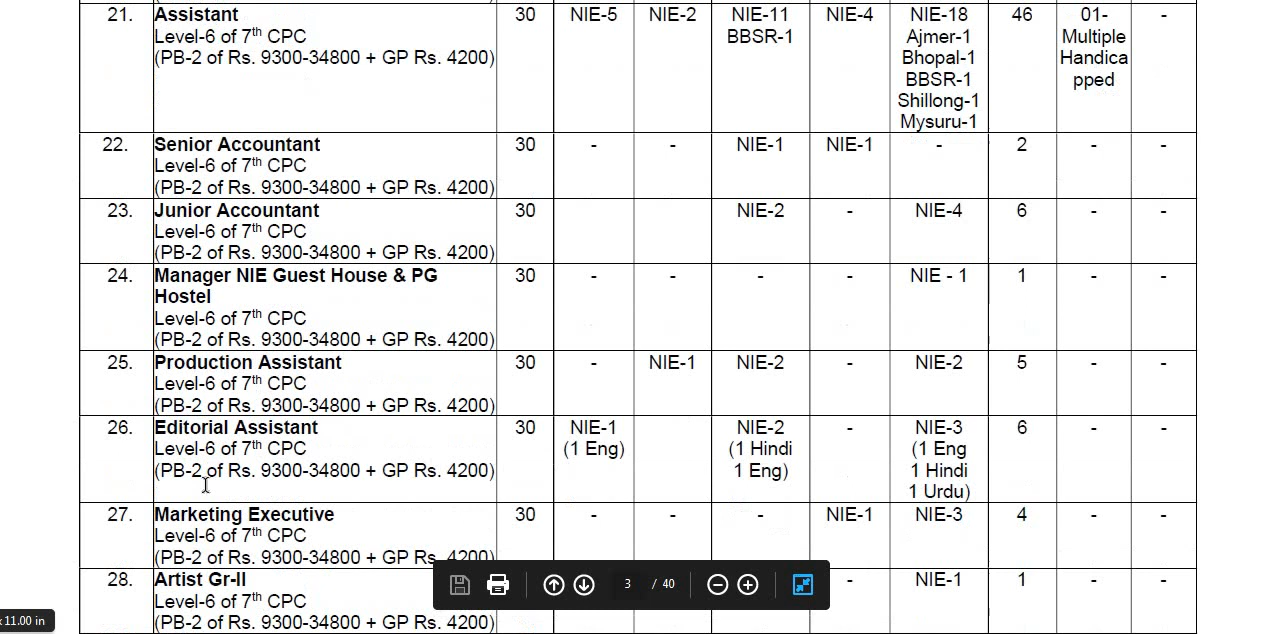 21. Assistant 30 NIE-5 NIE-2 NIE-11 NIE-4 NIE-18 46 01- -
Level-6 of 7th CPC BBSR-1 Ajmer-1 Multiple
(PB-2 of Rs. 9300-34800 + GP Rs. 4200) Bhopal-1 Handica
BBSR-1 pped
Shillong-1
Mysuru-1
22. Senior Accountant 30 - - NIE-1 NIE-1 - 2 - -
Level-6 of 7th CPC
(PB-2 of Rs. 9300-34800 + GP Rs. 4200)
23. Junior Accountant 30 NIE-2 - NIE-4 6 - -
Level-6 of 7th CPC
(PB-2 of Rs. 9300-34800 + GP Rs. 4200)
24. Manager NIE Guest House & PG 30 - - - - NIE - 1 1 - -
Hostel
Level-6 of 7th CPC
(PB-2 of Rs. 9300-34800 + GP Rs. 4200)
25. Production Assistant 30 - NIE-1 NIE-2 - NIE-2 5 - -
Level-6 of 7th CPC
(PB-2 of Rs. 9300-34800 + GP Rs. 4200)
26. Editorial Assistant 30 NIE-1 NIE-2 - NIE-3 6 - -
Level-6 of 7th CPC (1 Eng) (1 Hindi (1 Eng
(PB-2 of Rs. 9300-34800 + GP Rs. 4200) 1 Eng) 1 Hindi
1 Urdu)
27. Marketing Executive 30 - - - NIE-1 NIE-3 4 - -
Level-6 of 7th CPC
(PB-2 of Rs. 9300-34800 + GP Rs. 4200)
28. Artist Gr-II - NIE-1 1 - -
Level-6 of 7th CPC
(PB-2 of Rs. 9300-34800 + GP Rs. 4200)
3 / 40
x 11.00 in